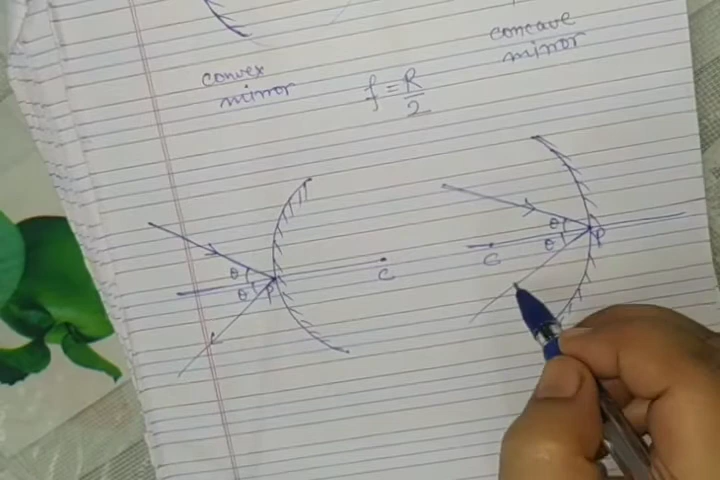 convex
mirror
concave
mirror
f = R/2
θ
θ
P
C
θ
θ
P
C